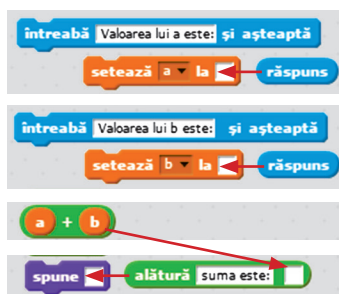 întreabă Valoarea lui a este: și așteaptă
setează a la răspuns
întreabă Valoarea lui b este: și așteaptă
setează b la răspuns
a + b
spune alătură suma este: